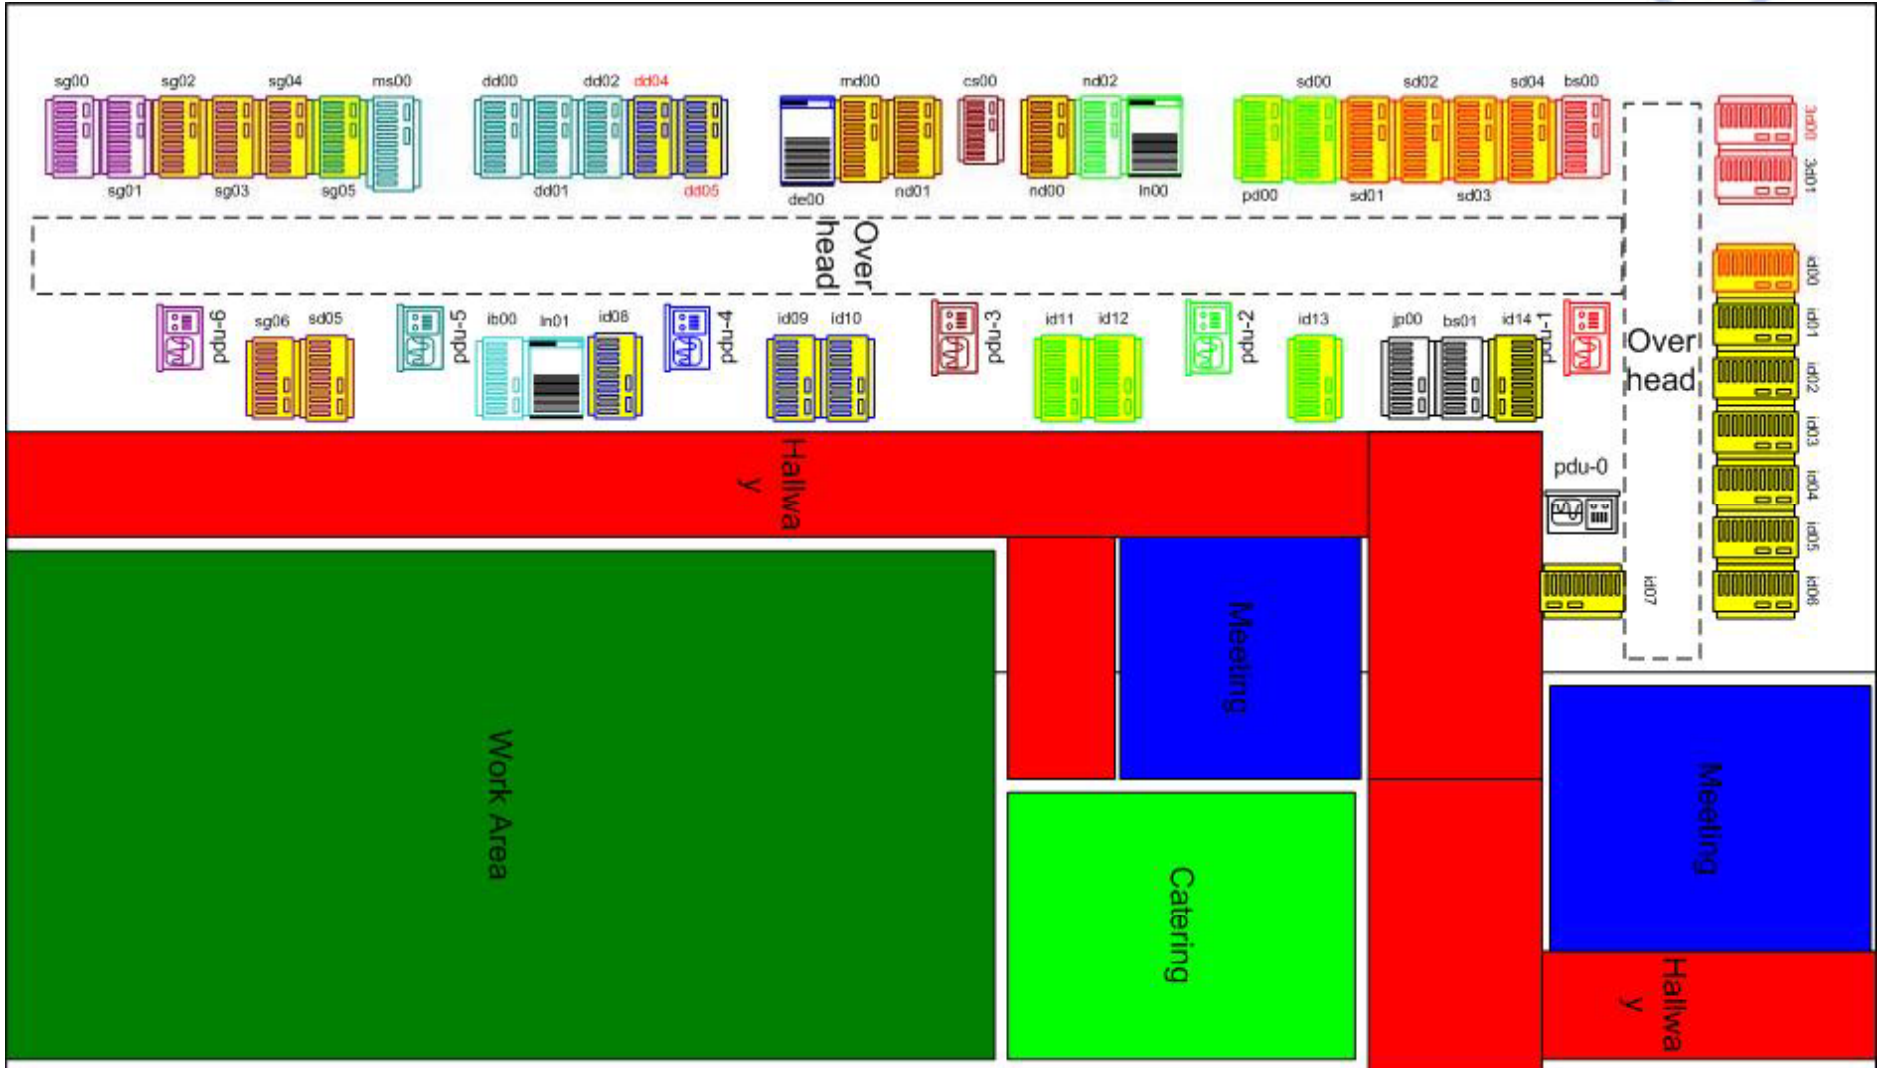 sg00
sg02
sg04
ms00
dd00
dd02
dd04
md00
cs00
nd02
sd00
sd02
sd04
bs00
3d00
3d01
sg01
sg03
sg05
dd01
dd05
de00
nd01
nd00
ln00
pd00
sd01
sd03
Over
head
id00
id01
id02
id03
id04
id05
id06
pdu-6
sg06
sd05
pdu-5
ib00
ln01
id08
pdu-4
id09
id10
pdu-3
id11
id12
pdu-2
id13
jp00
bs01
id14
pdu-1
Over
head
Hallwa
y
pdu-0
id07
Meeting
Work Area
Meeting
Catering
Hallwa
y